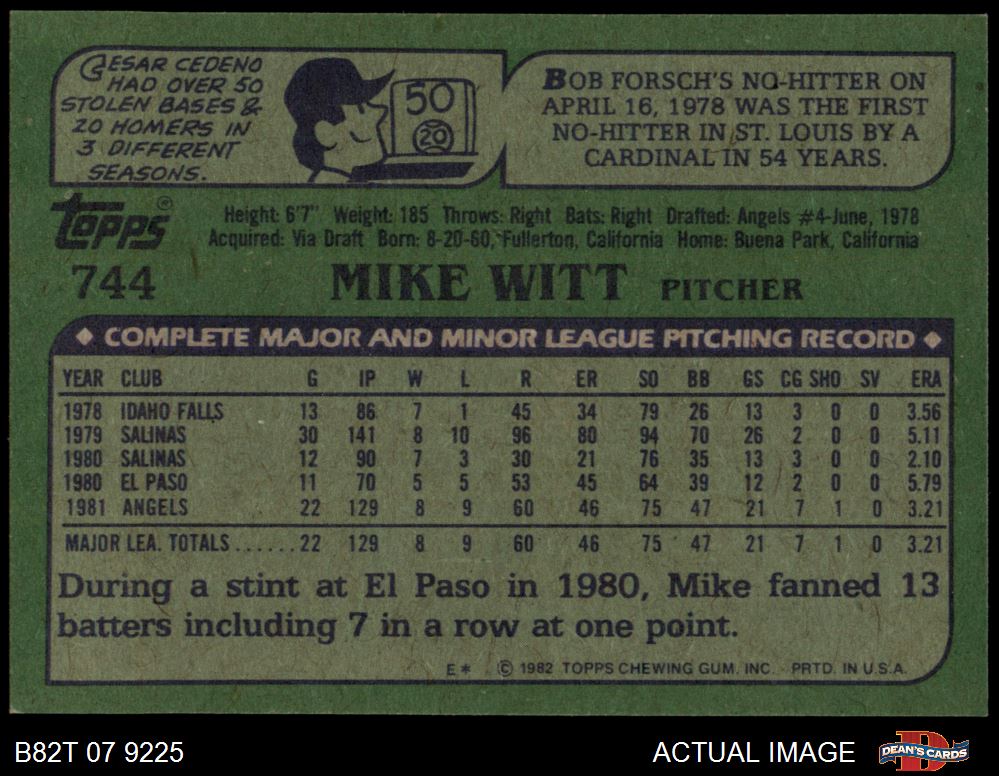 CESAR CEDENO
HAD OVER 50
STOLEN BASES &
20 HOMERS IN
3 DIFFERENT
SEASONS.
50
20
BOB FORSCH'S NO-HITTER ON
APRIL 16, 1978 WAS THE FIRST
NO-HITTER IN ST. LOUIS BY A
CARDINAL IN 54 YEARS.
topps®
Height: 6'7" Weight: 185 Throws: Right Bats: Right Drafted: Angels #4-June, 1978
Acquired: Via Draft Born: 8-20-60, Fullerton, California Home: Buena Park, California
744 MIKE WITT PITCHER
◆ COMPLETE MAJOR AND MINOR LEAGUE PITCHING RECORD ◆
YEAR CLUB G IP W L R ER SO BB GS CG SHO SV ERA
1978 IDAHO FALLS 13 86 7 1 45 34 79 26 13 3 0 0 3.56
1979 SALINAS 30 141 8 10 96 80 94 70 26 2 0 0 5.11
1980 SALINAS 12 90 7 3 30 21 76 35 13 3 0 0 2.10
1980 EL PASO 11 70 5 5 53 45 64 39 12 2 0 0 5.79
1981 ANGELS 22 129 8 9 60 46 75 47 21 7 1 0 3.21
MAJOR LEA. TOTALS ...... 22 129 8 9 60 46 75 47 21 7 1 0 3.21
During a stint at El Paso in 1980, Mike fanned 13
batters including 7 in a row at one point.
E* © 1982 TOPPS CHEWING GUM. INC. PRTD. IN U.S.A.
B82T 07 9225 ACTUAL IMAGE DEAN'S CARDS